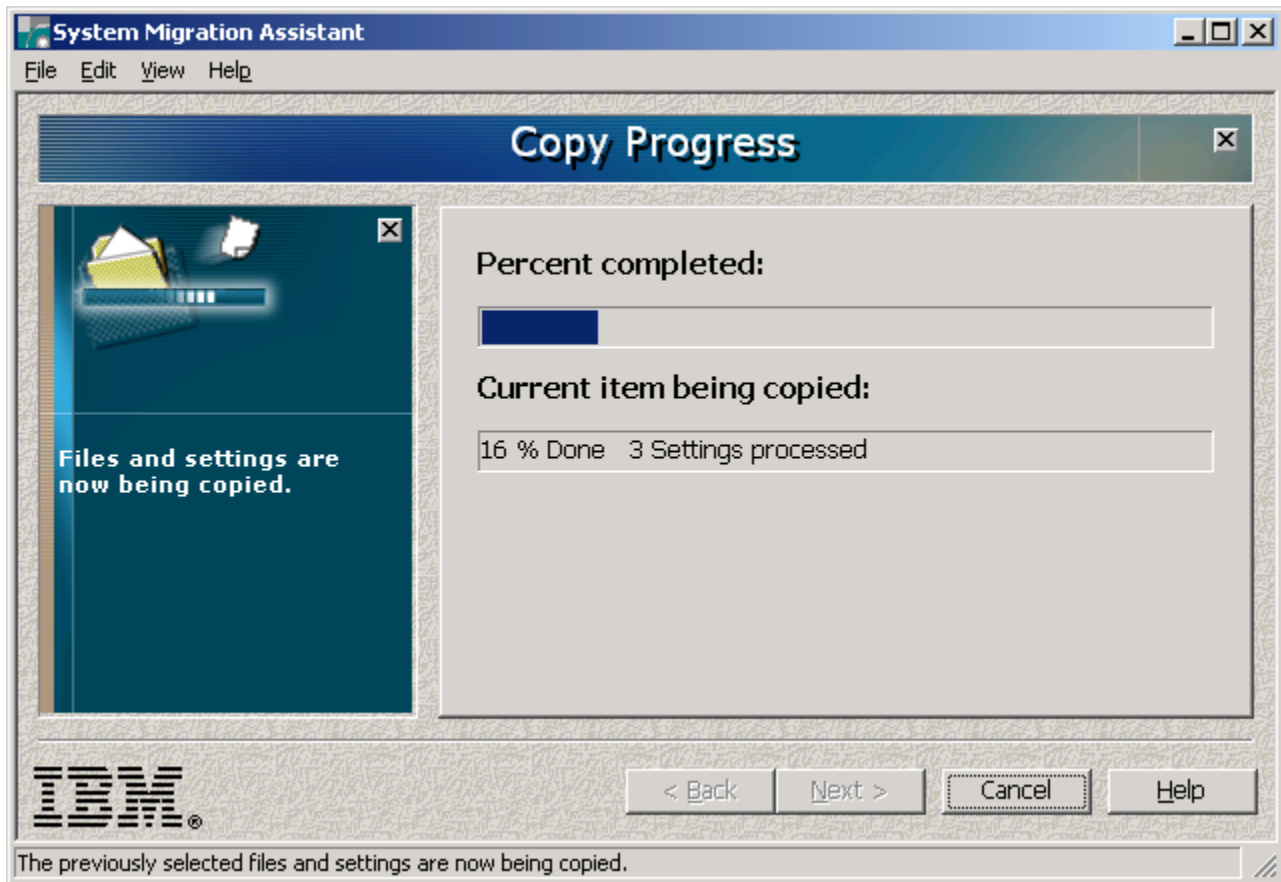 System Migration Assistant
File Edit View Help
Copy Progress
Files and settings are
now being copied.
Percent completed:
Current item being copied:
16 % Done 3 Settings processed
IBM®
< Back Next > Cancel Help
The previously selected files and settings are now being copied.